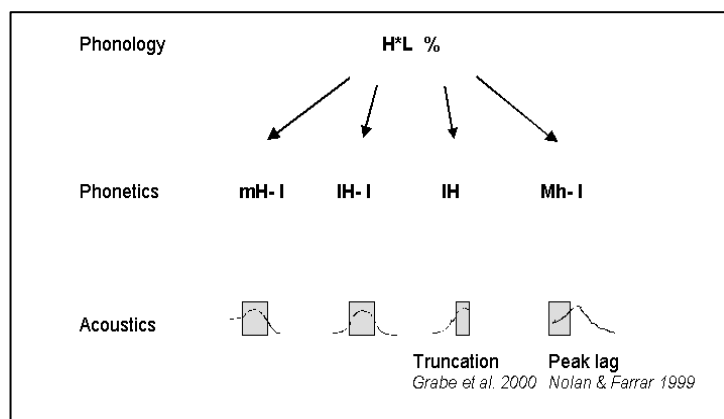 Phonology H*L %
Phonetics mH- l lH- l lH Mh- l
Acoustics
Truncation Peak lag
Grabe et al. 2000 Nolan & Farrar 1999